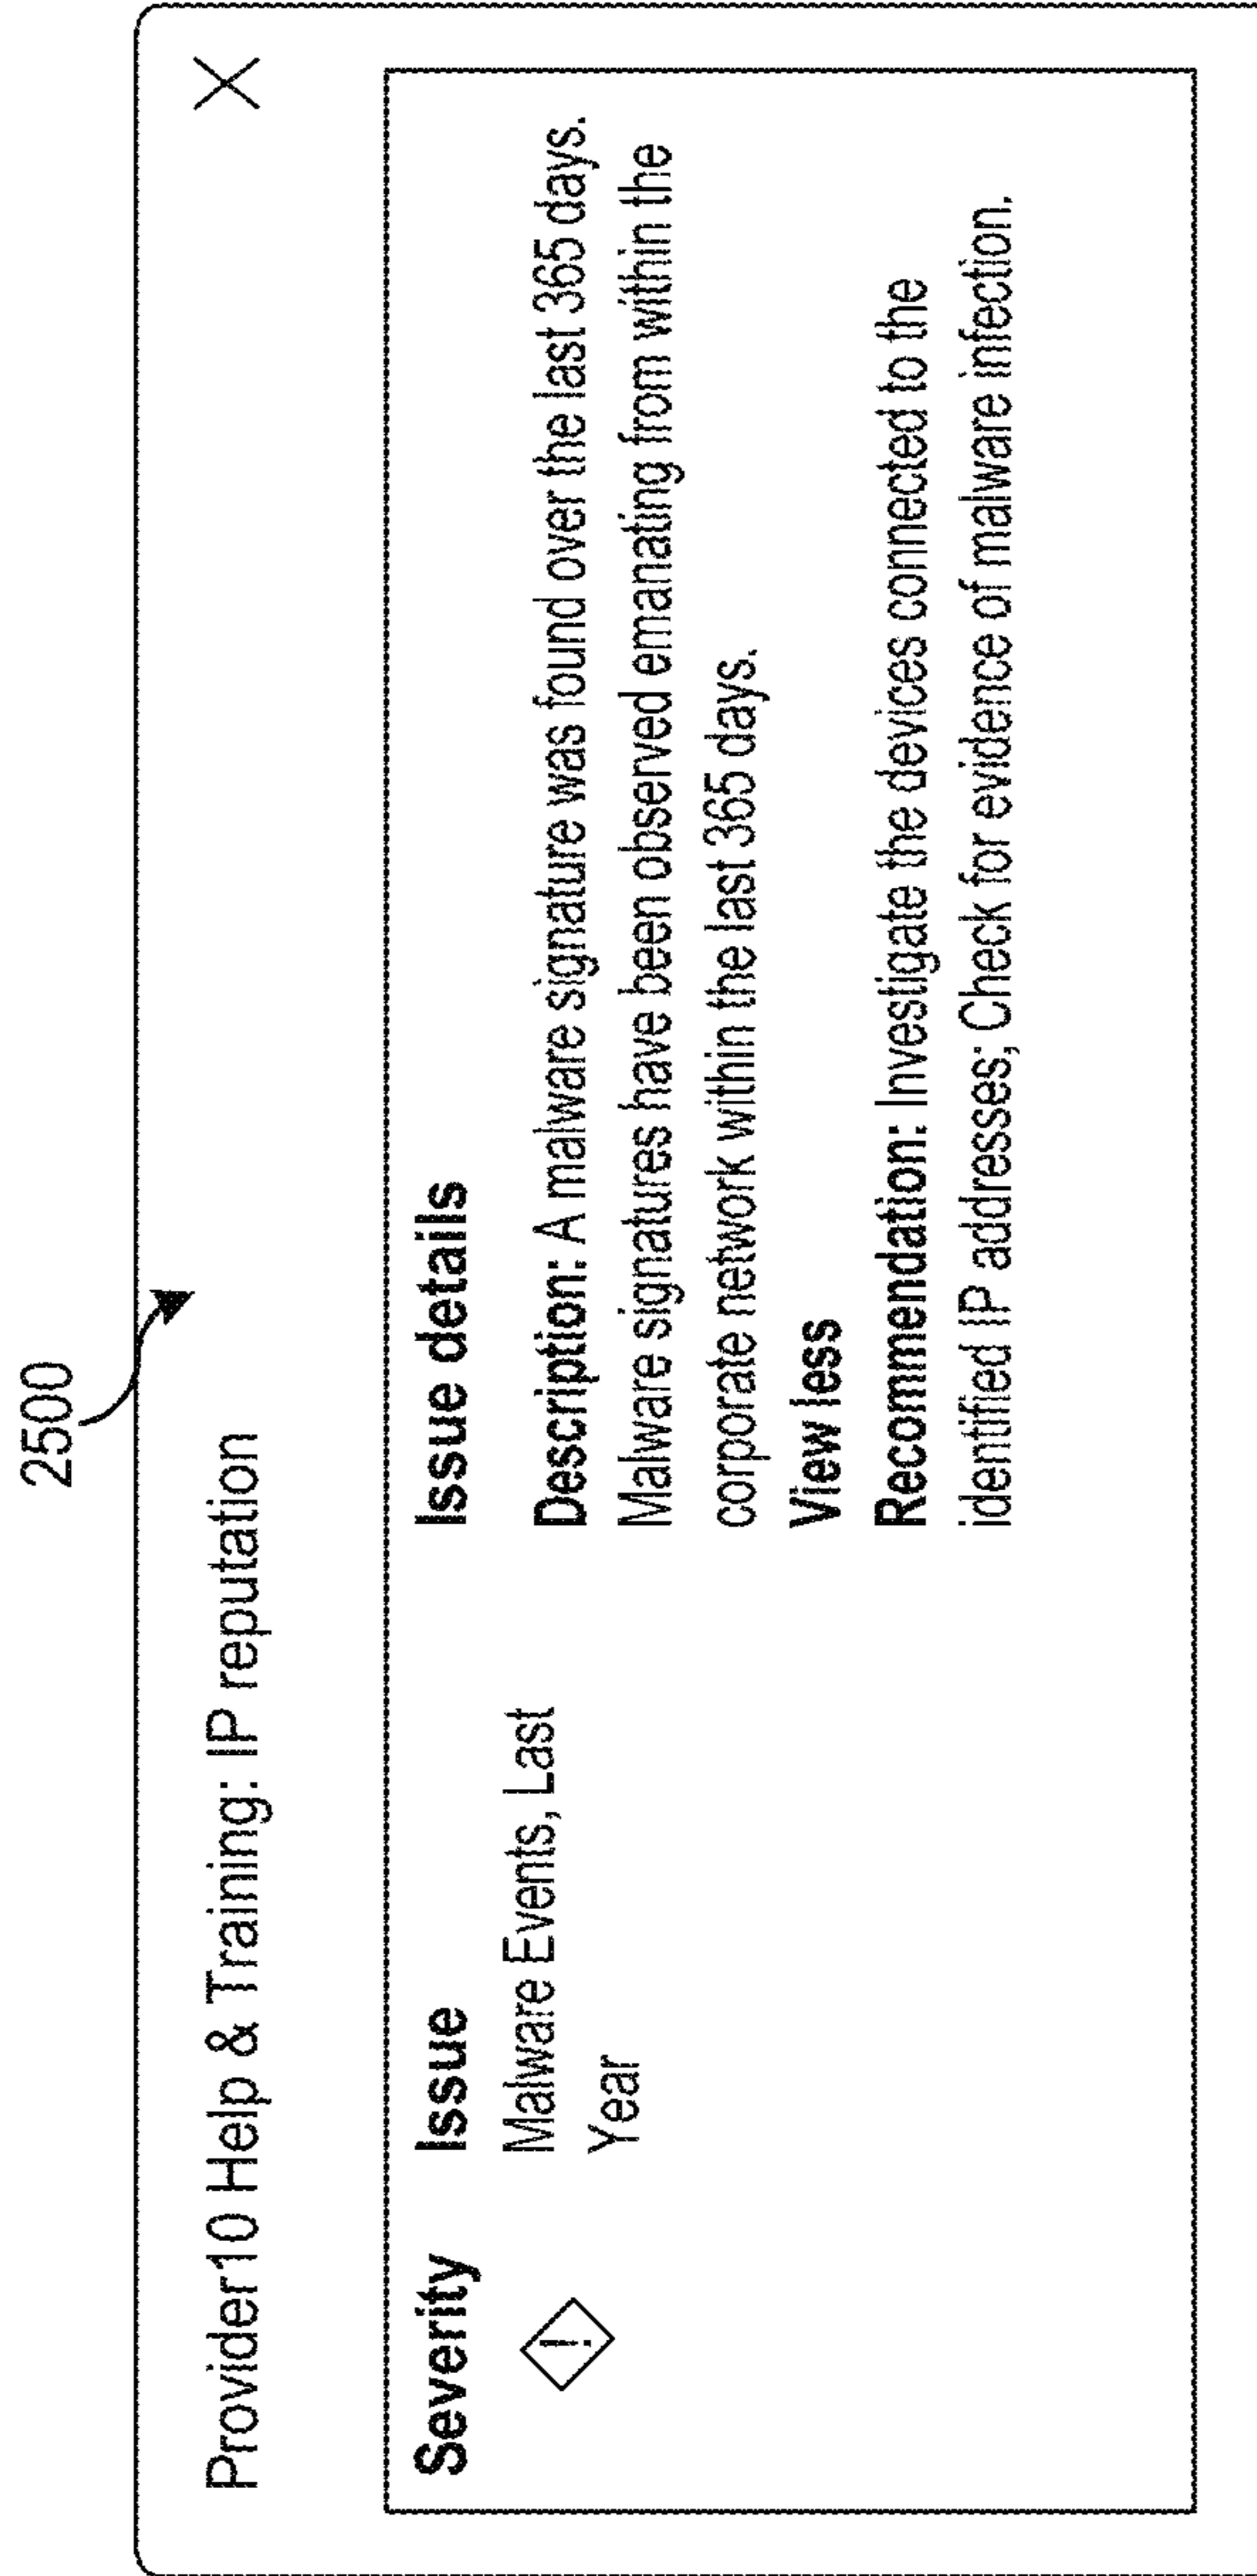 2500
Provider10 Help & Training: IP reputation
Severity
Issue
Malware Events, Last
Year
Issue details
Description: A malware signature was found over the last 365 days.
Malware signatures have been observed emanating from within the
corporate network within the last 365 days.
View less
Recommendation: Investigate the devices connected to the
identified IP addresses; Check for evidence of malware infection.